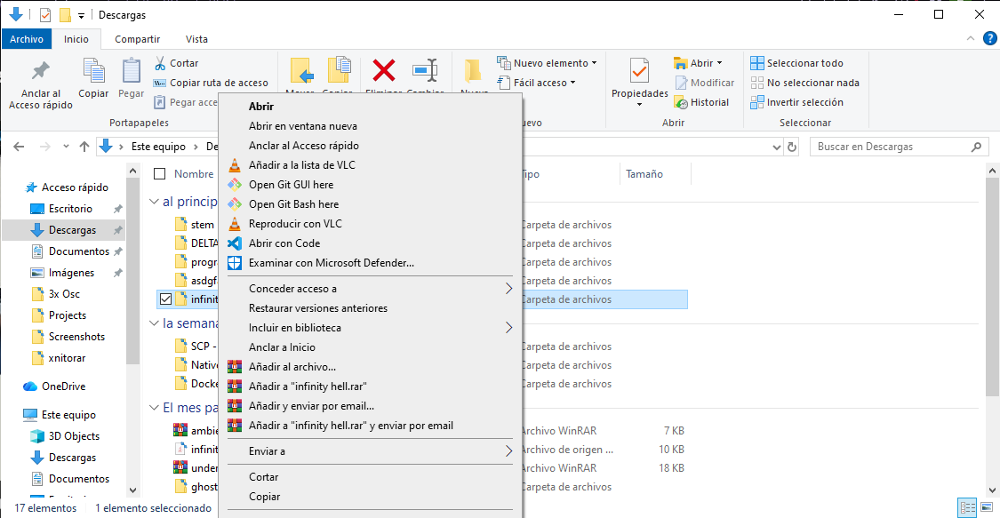 Descargas
Archivo
Inicio
Compartir
Vista
Anclar al
Acceso rápido
Copiar
Pegar
Cortar
Copiar ruta de acceso
Pegar acce
Portapapeles
Nuevo elemento
Fácil acceso
uevo
Propiedades
Abrir
Modificar
Historial
Abrir
Seleccionar todo
No seleccionar nada
Invertir selección
Seleccionar
Este equipo
De
Buscar en Descargas
Acceso rápido
Escritorio
Descargas
Documentos
Imágenes
3x Osc
Projects
Screenshots
xnitorar
OneDrive
Este equipo
3D Objects
Descargas
Documentos
Nombre
Tipo
Tamaño
al princip
stem
Carpeta de archivos
DELTA
Carpeta de archivos
progra
Carpeta de archivos
asdgfa
Carpeta de archivos
infinity
Carpeta de archivos
la semana
SCP -
Carpeta de archivos
Native
Carpeta de archivos
Docke
Carpeta de archivos
El mes pa
ambie
Archivo WinRAR
7 KB
infinit
Archivo de origen ...
10 KB
under
Archivo WinRAR
18 KB
ghost
Carpeta de archivos
Abrir
Abrir en ventana nueva
Anclar al Acceso rápido
Añadir a la lista de VLC
Open Git GUI here
Open Git Bash here
Reproducir con VLC
Abrir con Code
Examinar con Microsoft Defender...
Conceder acceso a
Restaurar versiones anteriores
Incluir en biblioteca
Anclar a Inicio
Añadir al archivo...
Añadir a "infinity hell.rar"
Añadir y enviar por email...
Añadir a "infinity hell.rar" y enviar por email
Enviar a
Cortar
Copiar
17 elementos
1 elemento seleccionado